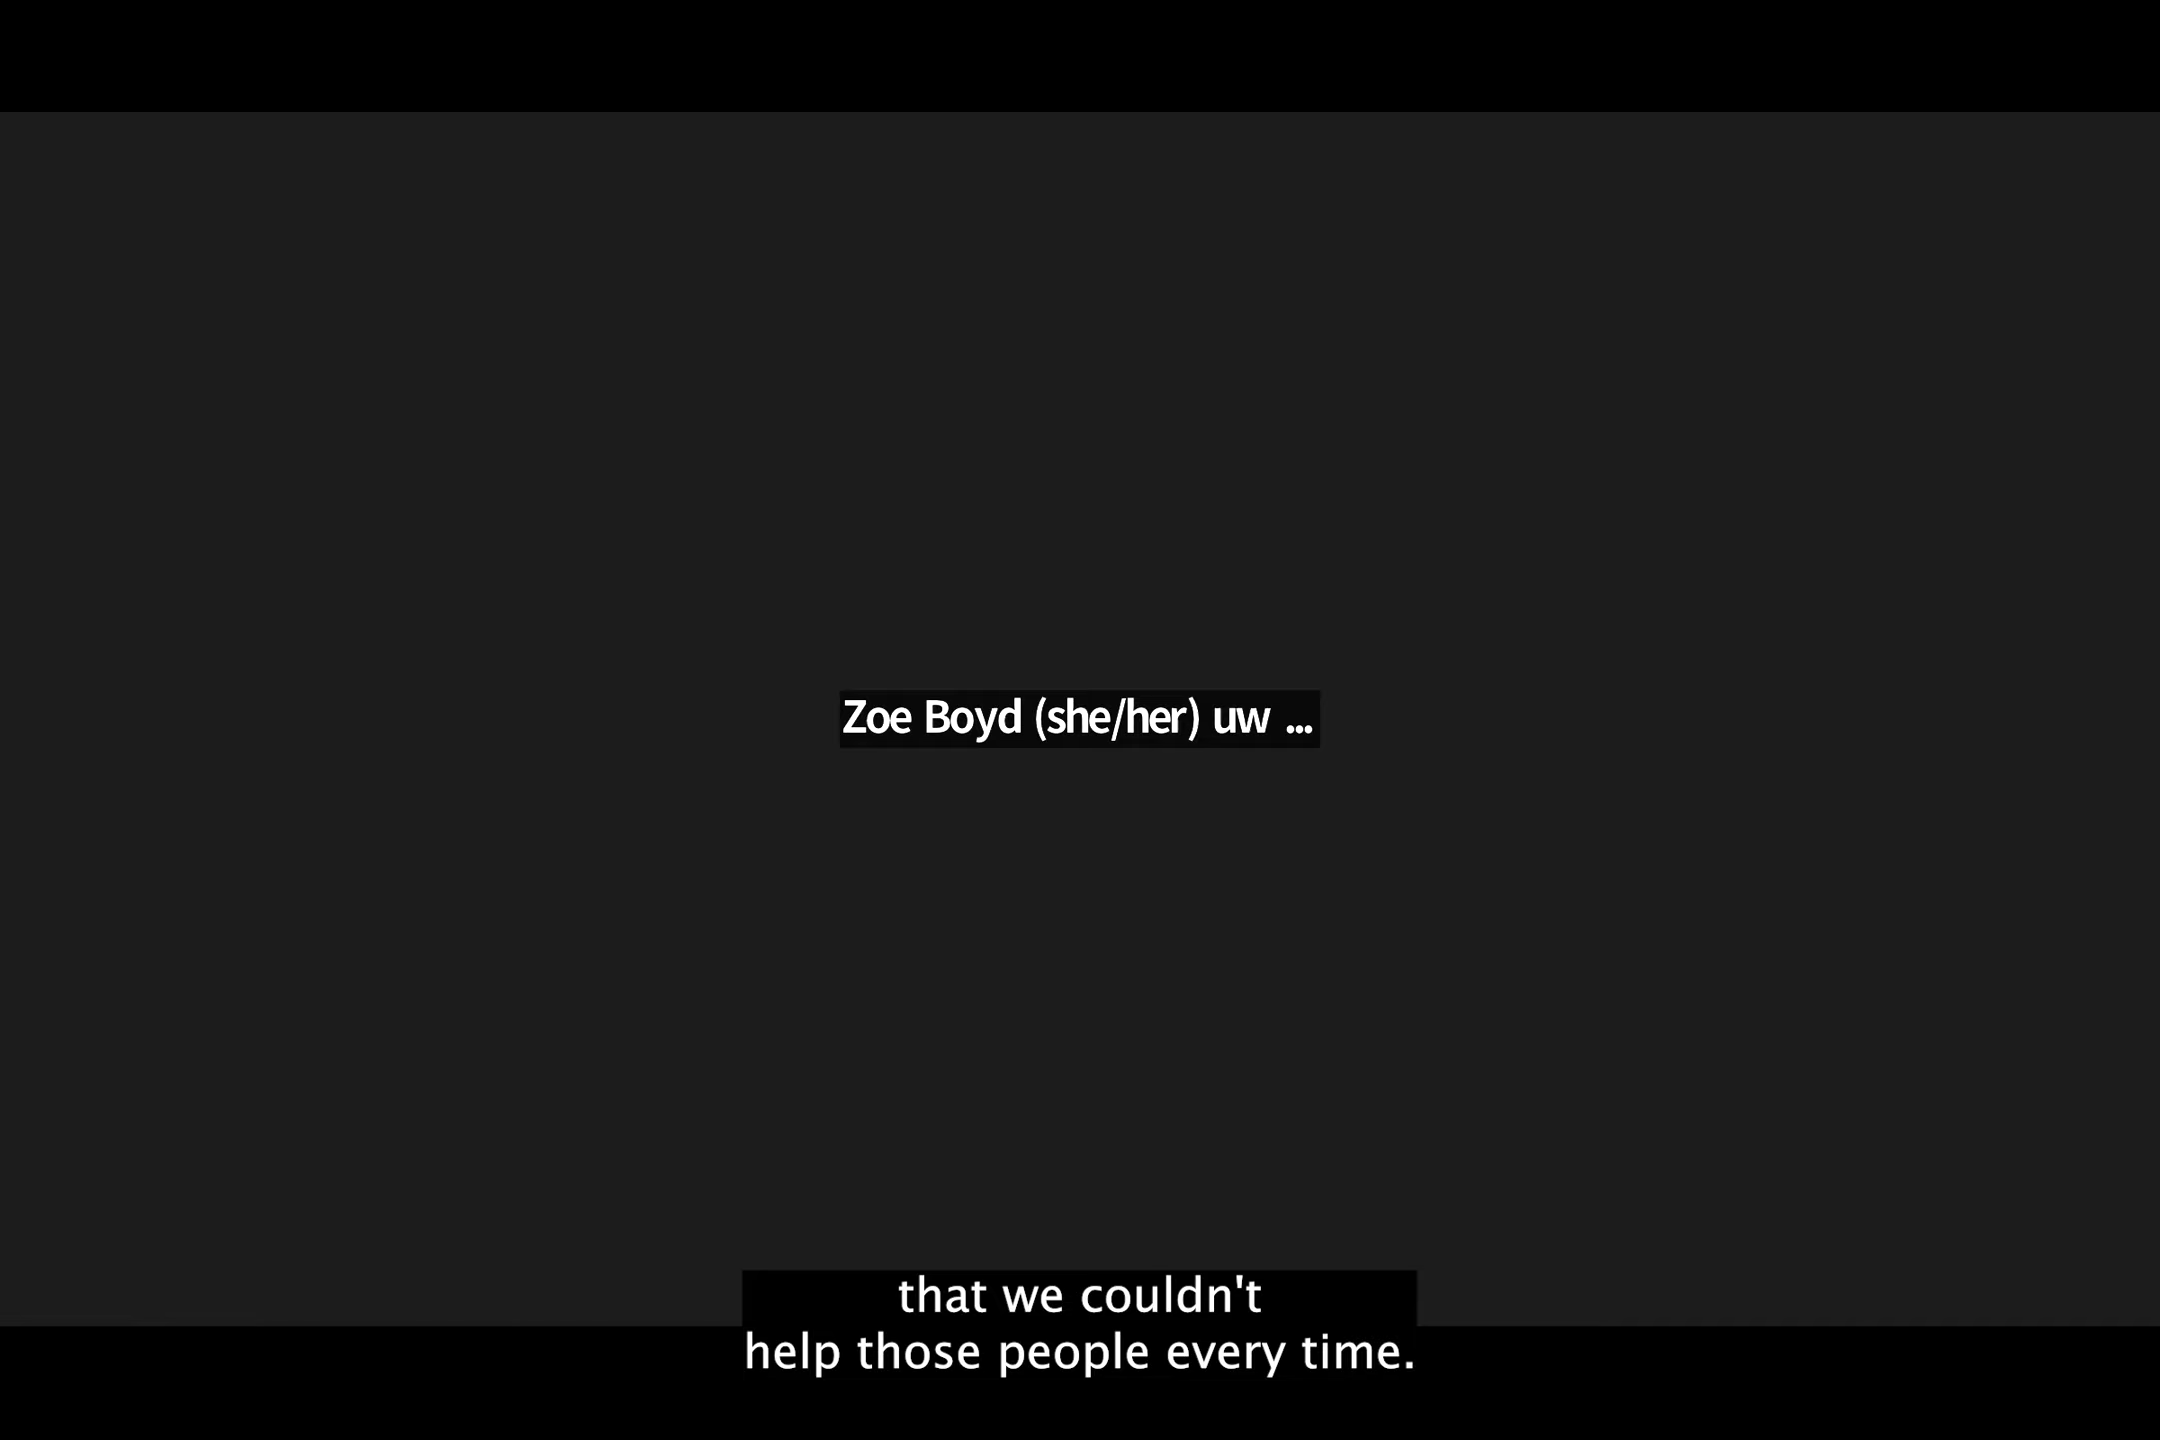 Zoe Boyd (she/her) uw ...
that we couldn't
help those people every time.